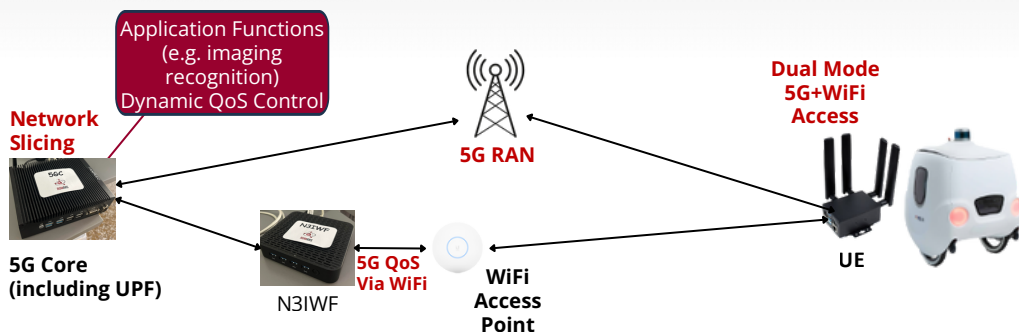 Application Functions
(e.g. imaging
recognition)
Dynamic QoS Control
Network
Slicing
5GC
5G Core
(including UPF)
N3IWF
N3IWF
5G QoS
Via WiFi
5G RAN
WiFi
Access
Point
Dual Mode
5G+WiFi
Access
UE